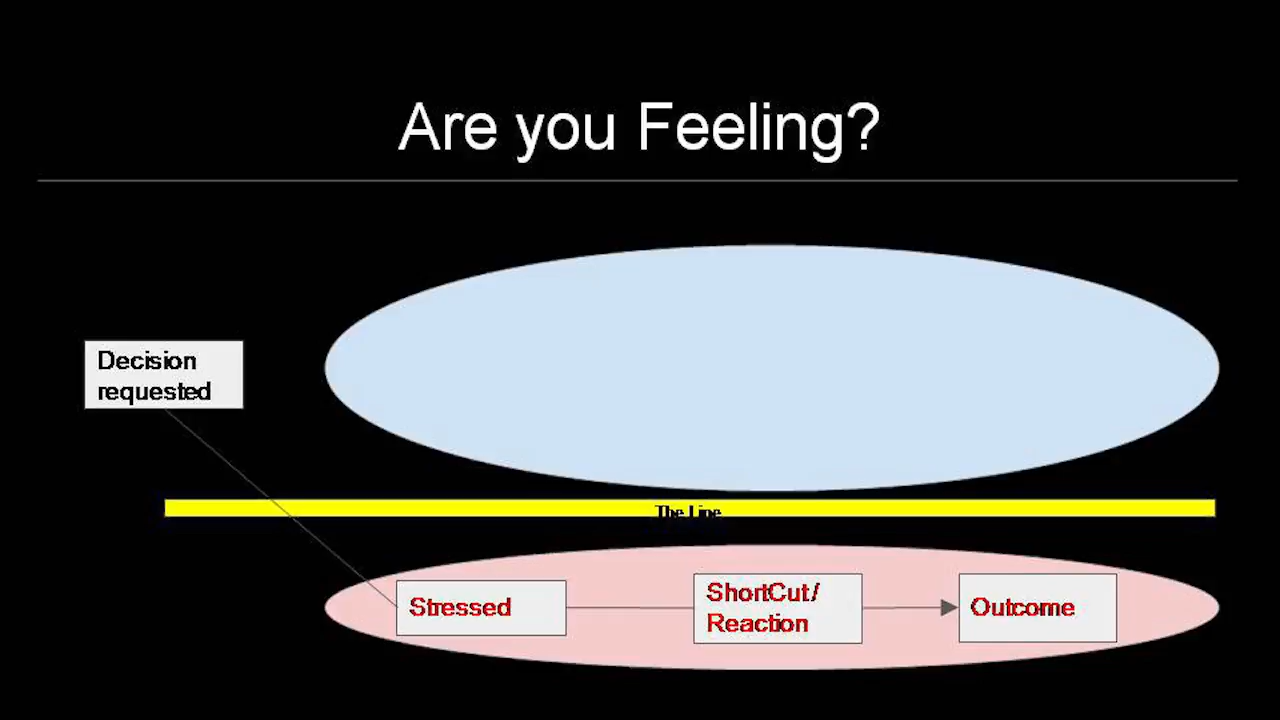 Are you Feeling?
Decision
requested
The Line
Stressed
ShortCut/
Reaction
Outcome